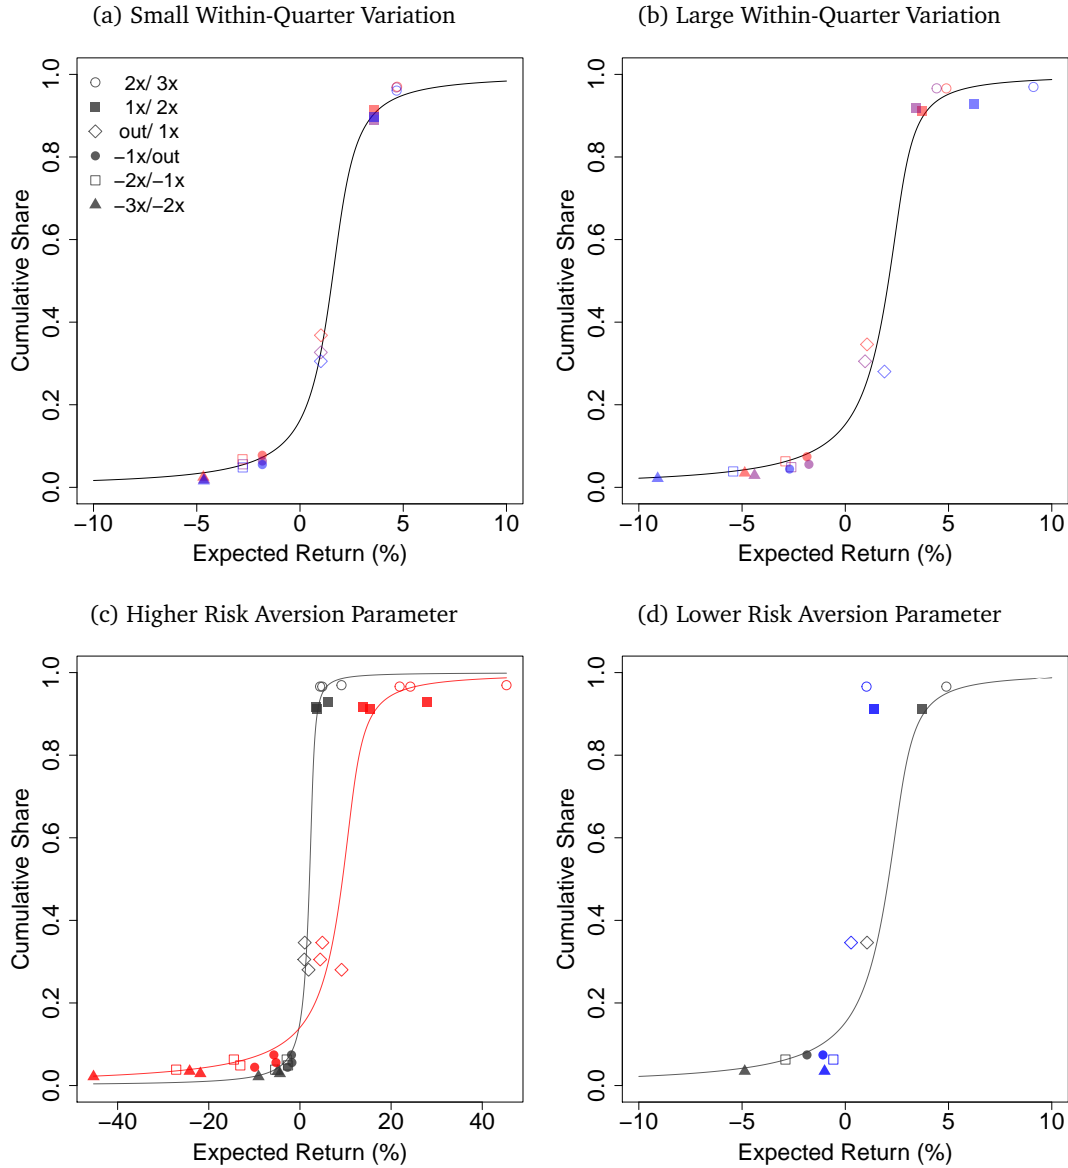 (a) Small Within-Quarter Variation
1.0
0.8
0.6
0.4
0.2
0.0
Cumulative Share
2x/ 3x
1x/ 2x
out/ 1x
−1x/out
−2x/−1x
−3x/−2x
−10 −5 0 5 10
Expected Return (%)
(b) Large Within-Quarter Variation
1.0
0.8
0.6
0.4
0.2
0.0
Cumulative Share
−10 −5 0 5 10
Expected Return (%)
(c) Higher Risk Aversion Parameter
1.0
0.8
0.6
0.4
0.2
0.0
Cumulative Share
−40 −20 0 20 40
Expected Return (%)
(d) Lower Risk Aversion Parameter
1.0
0.8
0.6
0.4
0.2
0.0
Cumulative Share
−10 −5 0 5 10
Expected Return (%)